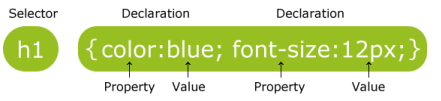 Selector Declaration Declaration
h1 {color:blue; font-size:12px;}
Property Value Property Value